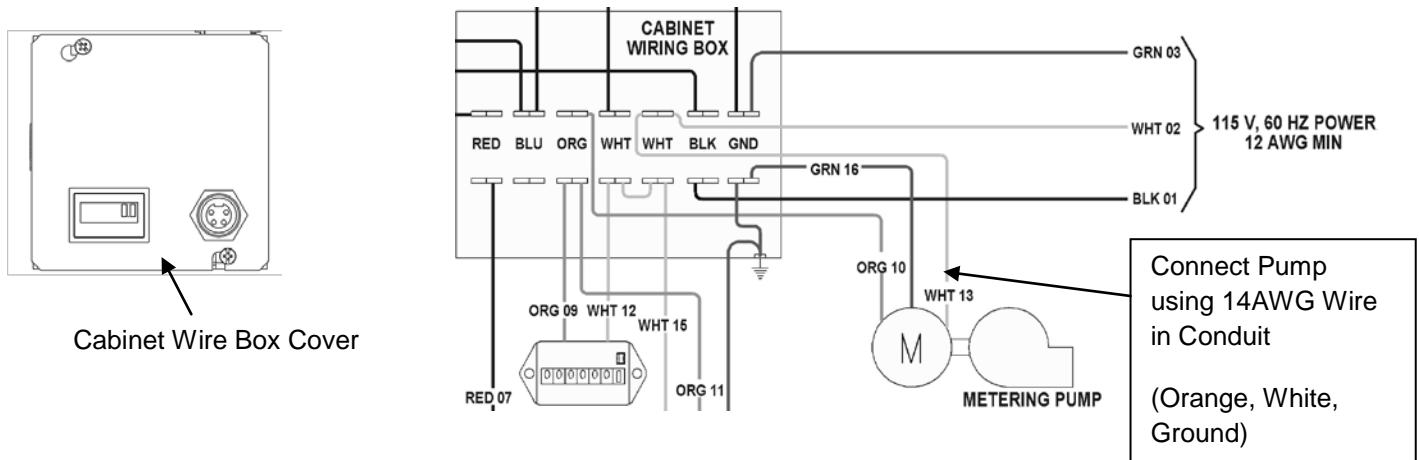 CABINET
WIRING BOX
GRN 03
WHT 02
115 V, 60 HZ POWER
12 AWG MIN
RED BLU ORG WHT WHT BLK GND
GRN 16
BLK 01
ORG 10
WHT 13
Connect Pump
using 14AWG Wire
in Conduit
(Orange, White,
Ground)
ORG 09 WHT 12
WHT 15
Cabinet Wire Box Cover
M
RED 07
ORG 11
METERING PUMP